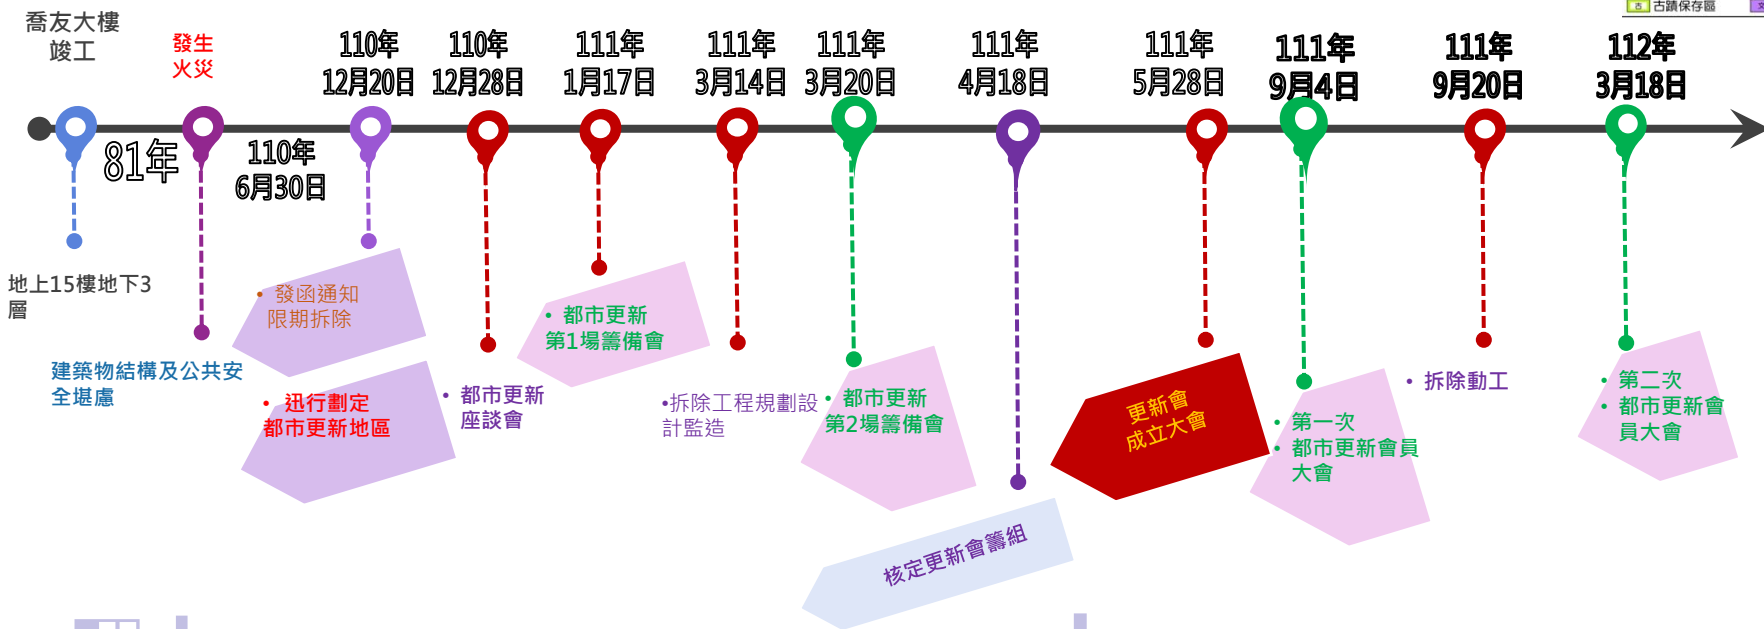 古 古蹟保存區
喬友大樓
竣工
發生
火災
110年
12月20日
110年
12月28日
111年
1月17日
111年
3月14日
111年
3月20日
111年
4月18日
111年
5月28日
111年
9月4日
111年
9月20日
112年
3月18日
81年
110年
6月30日
地上15樓地下3
層
建築物結構及公共安
全堪慮
• 發函通知
限期拆除
• 迅行劃定
都市更新地區
• 都市更新
座談會
• 都市更新
第1場籌備會
•拆除工程規劃設
計監造
• 都市更新
第2場籌備會
核定更新會籌組
更新會
成立大會
• 第一次
• 都市更新會員
大會
• 拆除動工
• 第二次
• 都市更新會
員大會